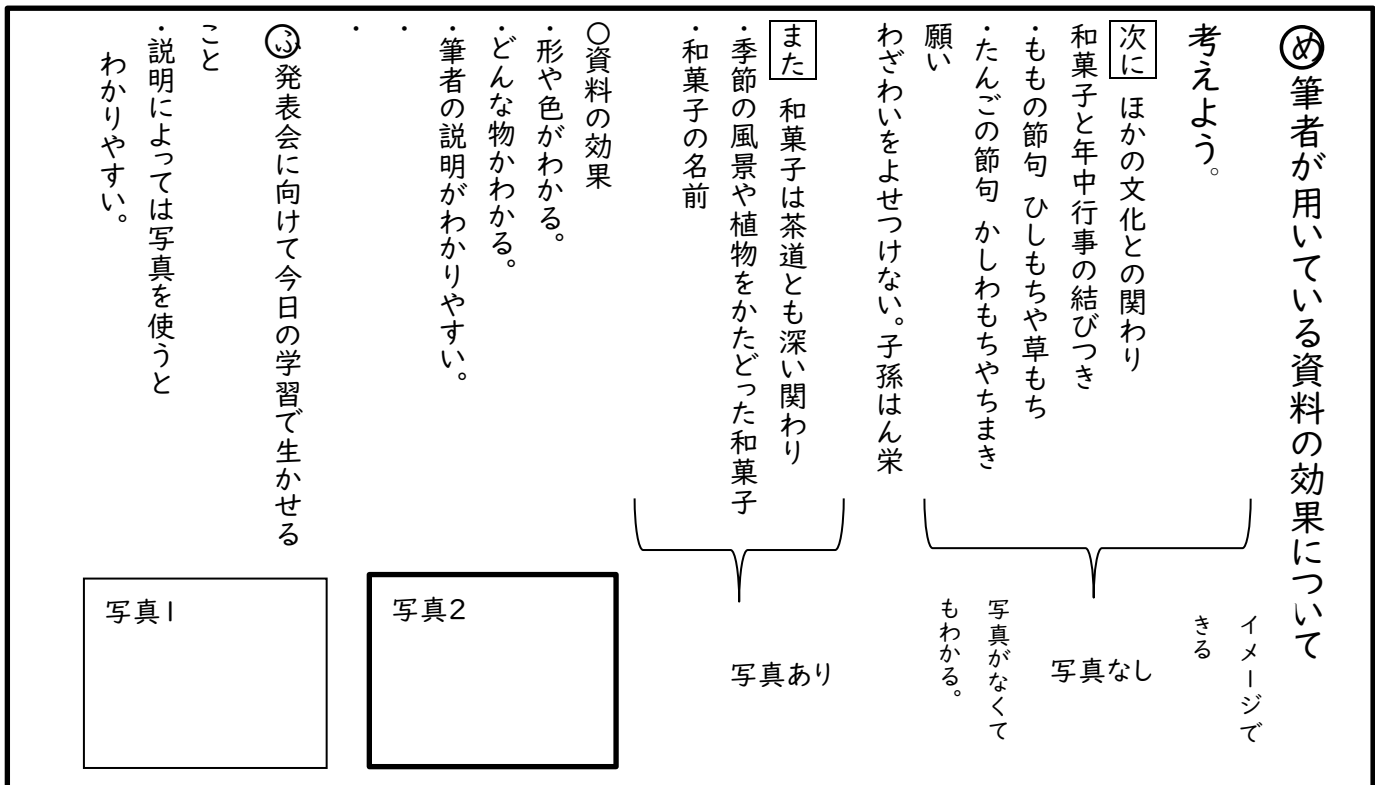 め 筆者が用いている資料の効果について
考えよう。
次に ほかの文化との関わり
和菓子と年中行事の結びつき
・ももの節句 ひしもちや草もち
・たんごの節句 かしわもちやちまき
願い
わざわいをよせつけない。子孫はん栄
イメージで
きる
写真なし
写真がなくて
もわかる。
また 和菓子は茶道とも深い関わり
・季節の風景や植物をかたどった和菓子
・和菓子の名前
写真あり
○資料の効果
・形や色がわかる。
・どんな物かわかる。
・筆者の説明がわかりやすい。
・
・
写真2
ふ 発表会に向けて今日の学習で生かせる
こと
・説明によっては写真を使うと
わかりやすい。
写真1